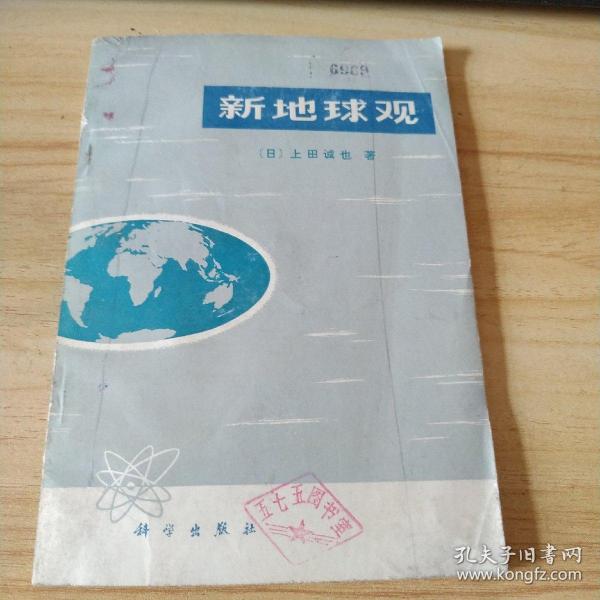 6969
新地球观
〔日〕上田诚也 著
科学出版社
五七五图书室
孔夫子旧书网
www.kongfz.com